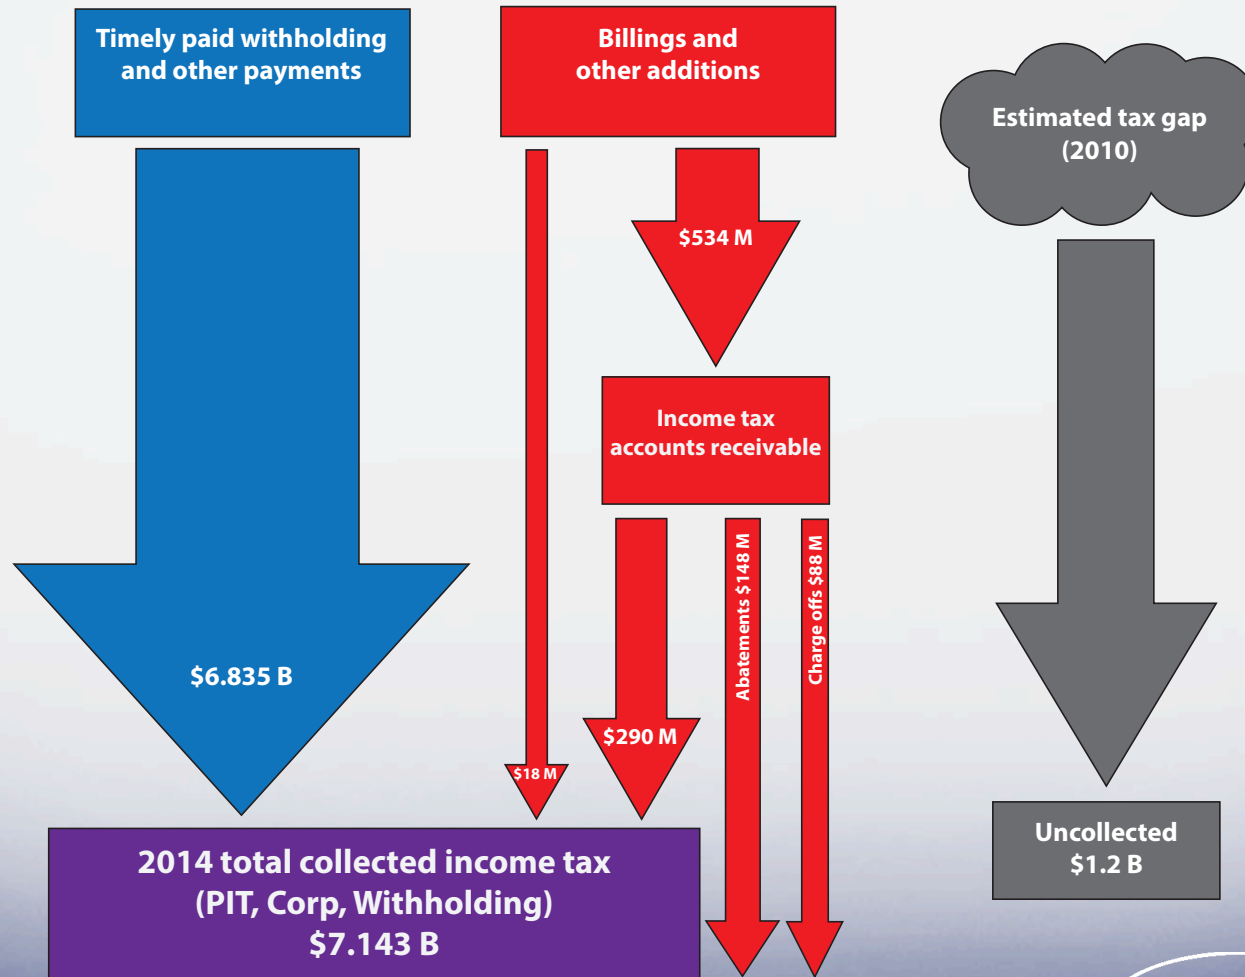 Timely paid withholding
and other payments
Billings and
other additions
Estimated tax gap
(2010)
$534 M
Income tax
accounts receivable
Abatements $148 M
Charge offs $88 M
$6.835 B
$290 M
$18 M
2014 total collected income tax
(PIT, Corp, Withholding)
$7.143 B
Uncollected
$1.2 B